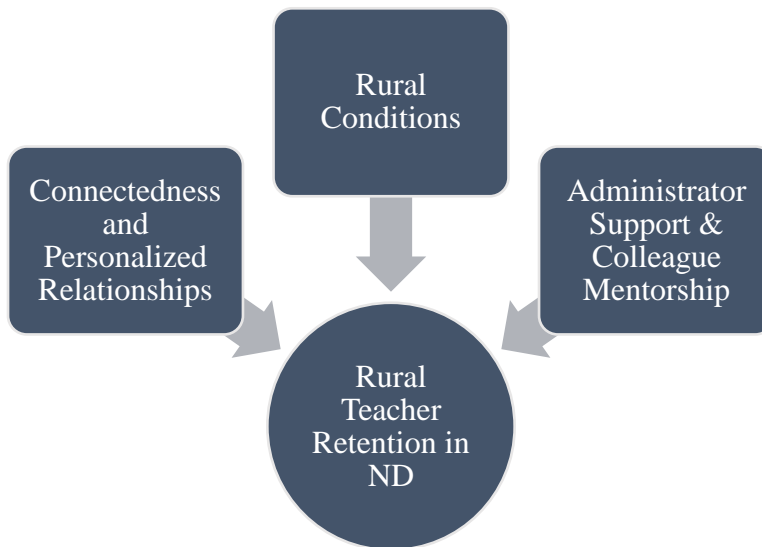 Rural
Conditions
Connectedness
and
Personalized
Relationships
Administrator
Support &
Colleague
Mentorship
Rural
Teacher
Retention in
ND